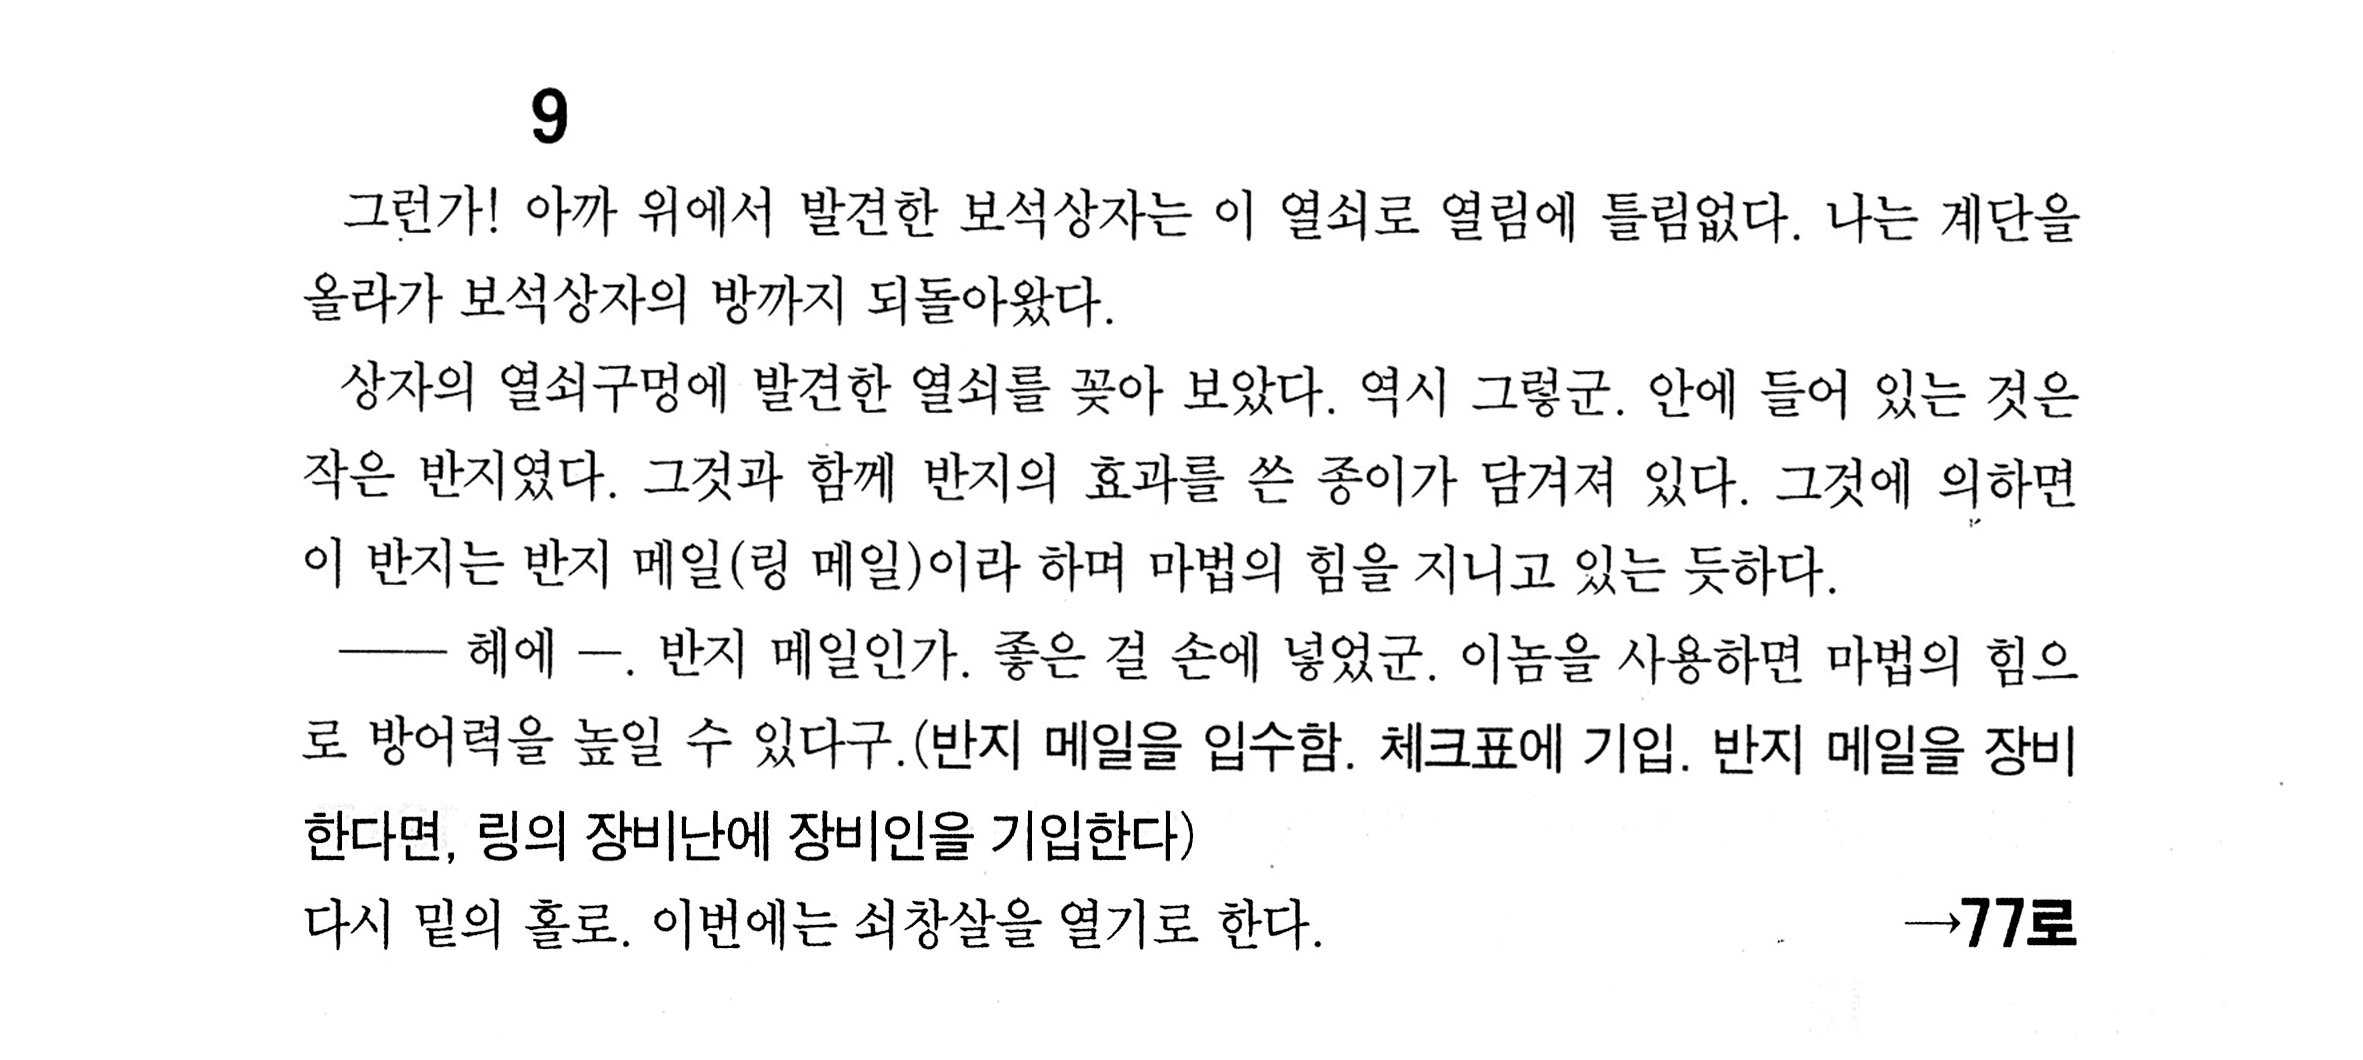 9
그런가! 아까 위에서 발견한 보석상자는 이 열쇠로 열림에 틀림없다. 나는 계단을
올라가 보석상자의 방까지 되돌아왔다.
상자의 열쇠구멍에 발견한 열쇠를 꽂아 보았다. 역시 그렇군. 안에 들어 있는 것은
작은 반지였다. 그것과 함께 반지의 효과를 쓴 종이가 담겨져 있다. 그것에 의하면
이 반지는 반지 메일(링 메일)이라 하며 마법의 힘을 지니고 있는 듯하다.
—— 헤에 —. 반지 메일인가. 좋은 걸 손에 넣었군. 이놈을 사용하면 마법의 힘으
로 방어력을 높일 수 있다구.(반지 메일을 입수함. 체크표에 기입. 반지 메일을 장비
한다면, 링의 장비난에 장비인을 기입한다)
다시 밑의 홀로. 이번에는 쇠창살을 열기로 한다. →77로